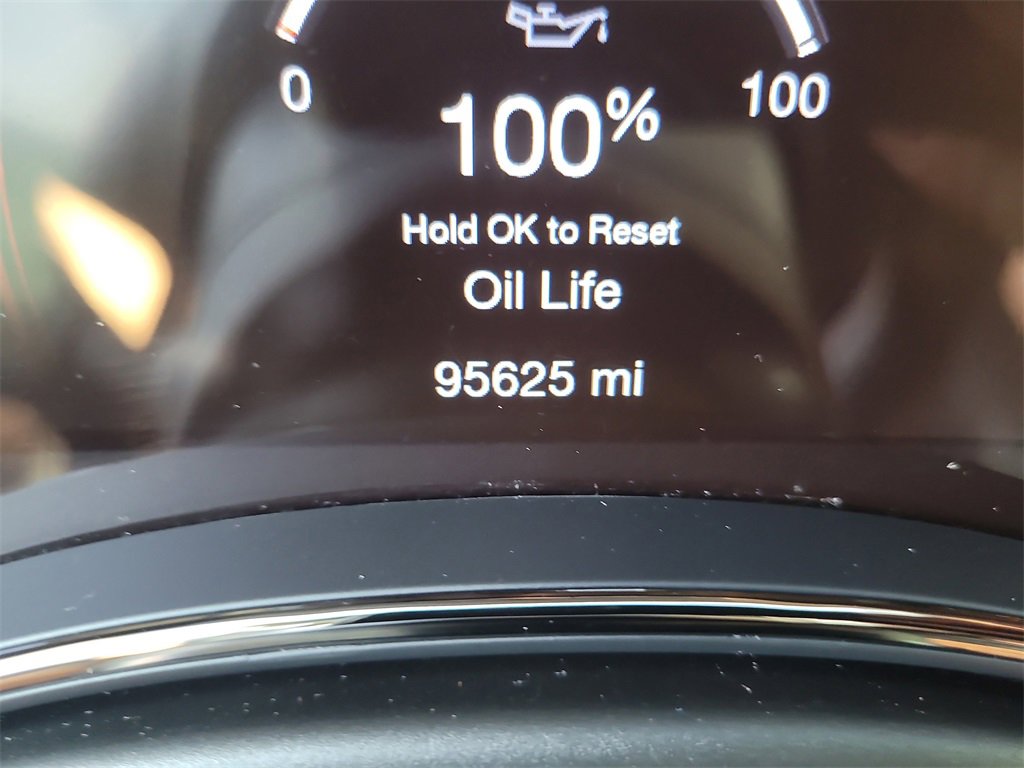 0 100
100%
Hold OK to Reset
Oil Life
95625 mi